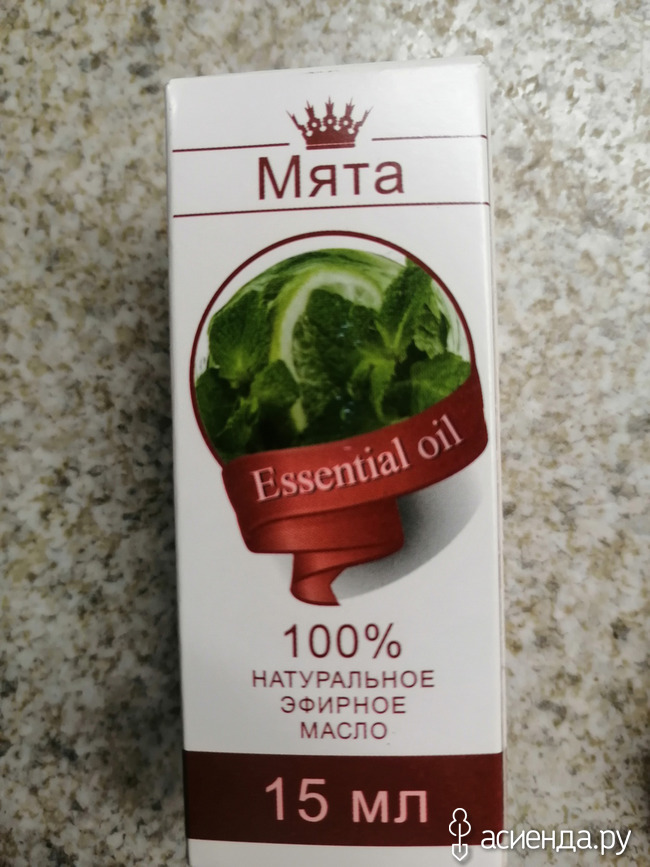 Мята
Essential oil
100%
НАТУРАЛЬНОЕ
ЭФИРНОЕ
МАСЛО
15 мл
асиенда.ру